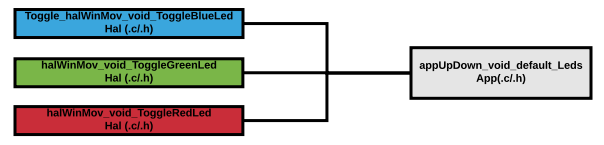 Toggle_halWinMov_void_ToggleBlueLed
Hal (.c/.h)
halWinMov_void_ToggleGreenLed
Hal (.c/.h)
halWinMov_void_ToggleRedLed
Hal (.c/.h)
appUpDown_void_default_Leds
App(.c/.h)